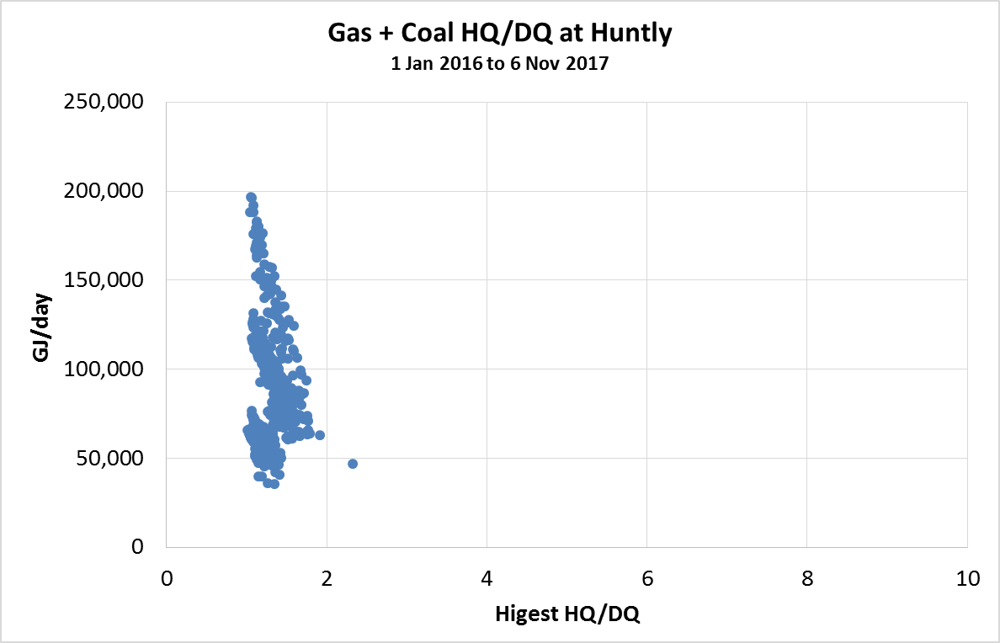 Gas + Coal HQ/DQ at Huntly
1 Jan 2016 to 6 Nov 2017
250,000
200,000
150,000
100,000
50,000
0
GJ/day
0 2 4 6 8 10
Higest HQ/DQ